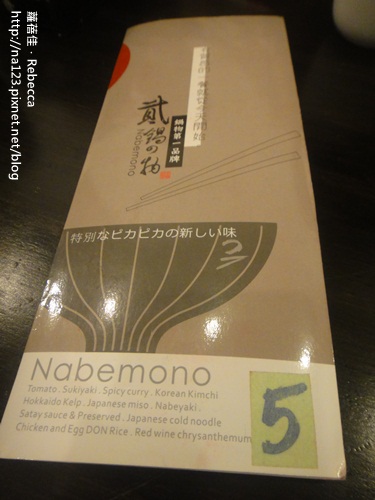 蘿蓓佳．Rebecca
http://na123.pixnet.net/blog
貳鍋の物
Nabemono
鍋物第一品牌
特別なピカピカの新しい味
Nabemono
Tomato . Sukiyaki . Spicy curry . Korean Kimchi
Hokkaido Kelp . Japanese miso . Nabeyaki .
Satay sauce & Preserved . Japanese cold noodle
Chicken and Egg DON Rice . Red wine chrysanthemum
5